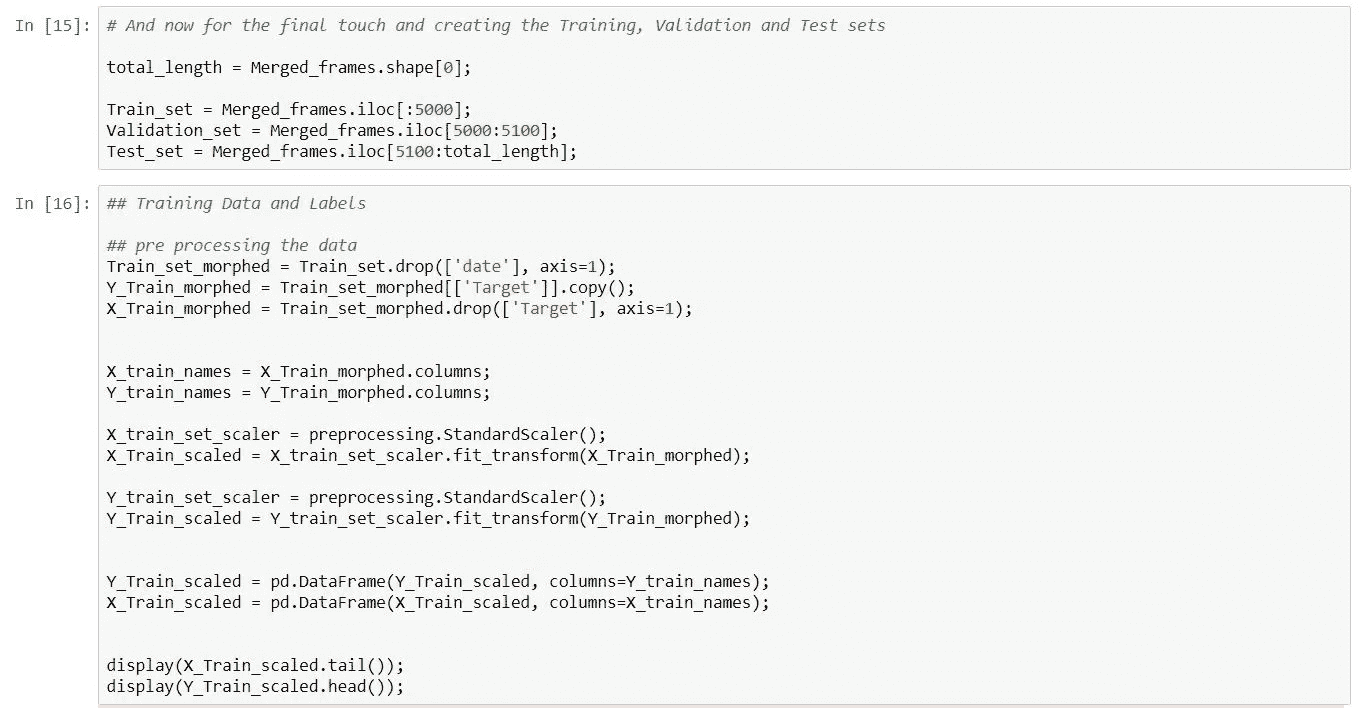 In [15]: # And now for the final touch and creating the Training, Validation and Test sets
total_length = Merged_frames.shape[0];
Train_set = Merged_frames.iloc[:5000];
Validation_set = Merged_frames.iloc[5000:5100];
Test_set = Merged_frames.iloc[5100:total_length];
In [16]: ## Training Data and Labels
## pre processing the data
Train_set_morphed = Train_set.drop(['date'], axis=1);
Y_Train_morphed = Train_set_morphed[['Target']].copy();
X_Train_morphed = Train_set_morphed.drop(['Target'], axis=1);
X_train_names = X_Train_morphed.columns;
Y_train_names = Y_Train_morphed.columns;
X_train_set_scaler = preprocessing.StandardScaler();
X_Train_scaled = X_train_set_scaler.fit_transform(X_Train_morphed);
Y_train_set_scaler = preprocessing.StandardScaler();
Y_Train_scaled = Y_train_set_scaler.fit_transform(Y_Train_morphed);
Y_Train_scaled = pd.DataFrame(Y_Train_scaled, columns=Y_train_names);
X_Train_scaled = pd.DataFrame(X_Train_scaled, columns=X_train_names);
display(X_Train_scaled.tail());
display(Y_Train_scaled.head());